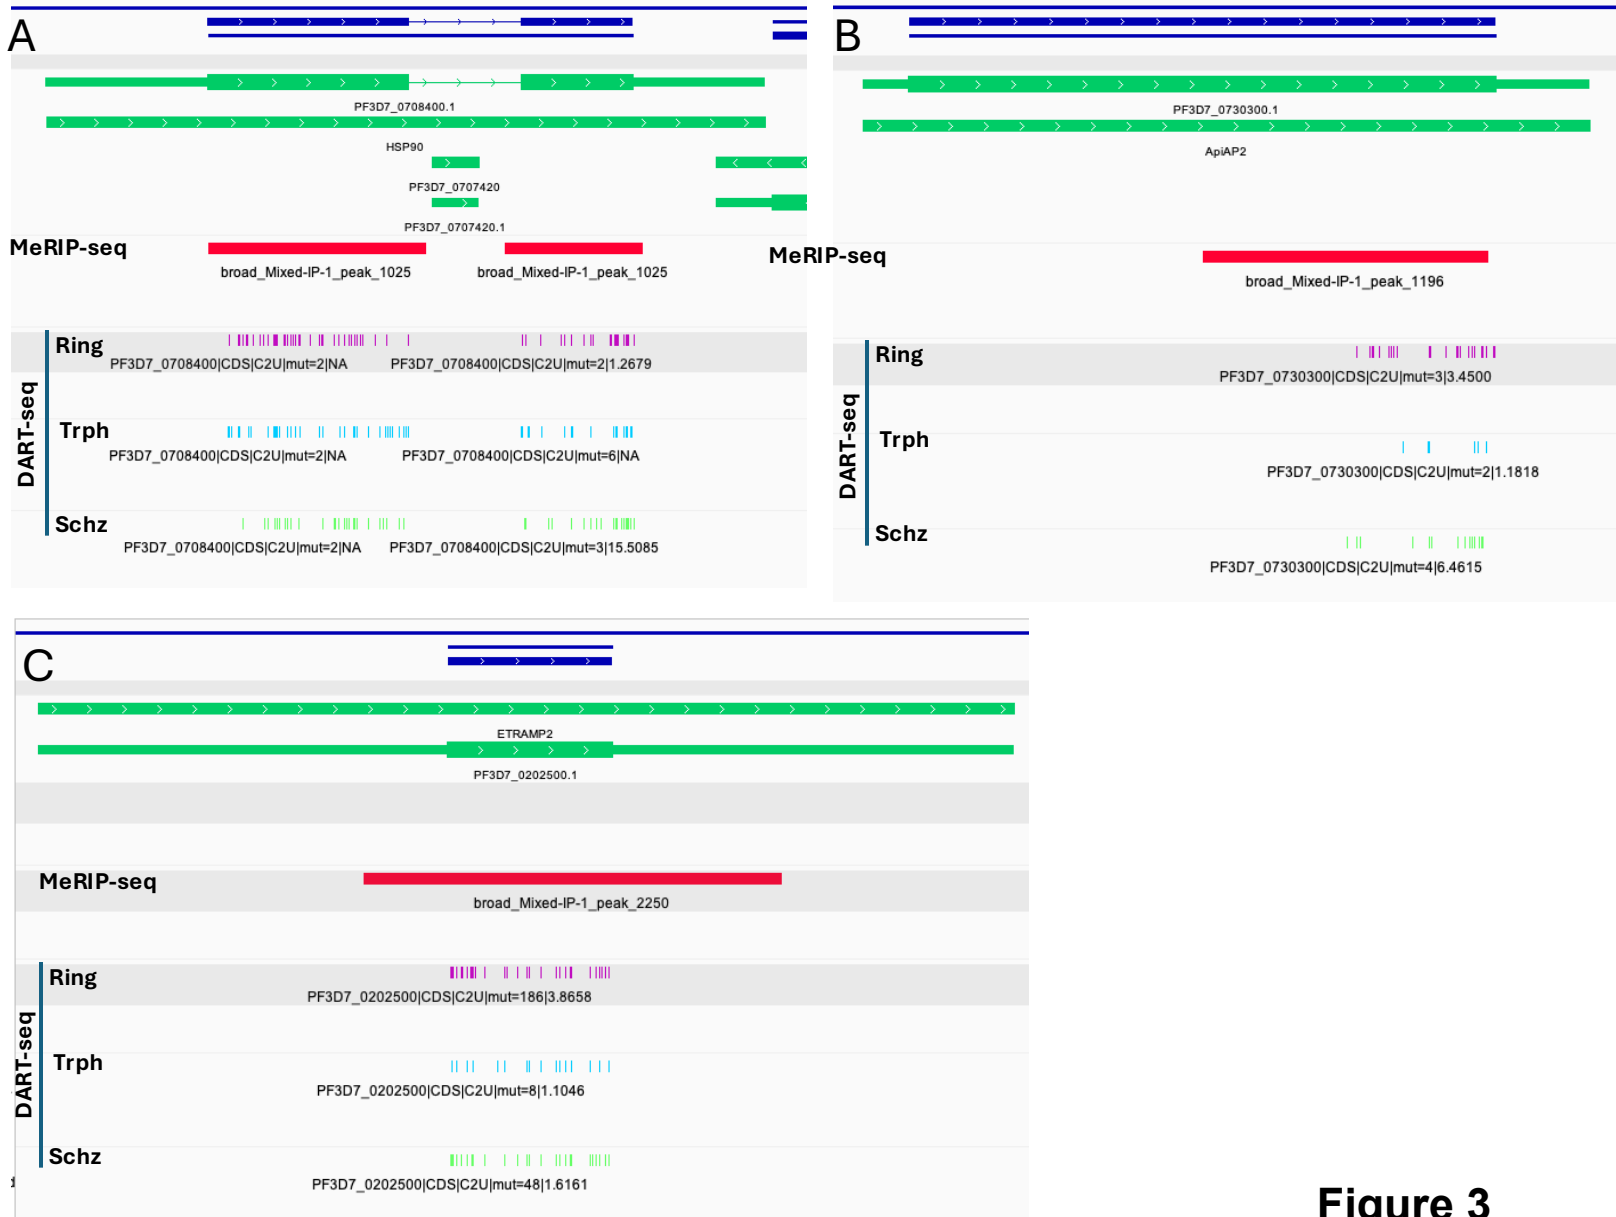 A
PF3D7_0708400.1
HSP90
PF3D7_0707420
PF3D7_0707420.1
MeRIP-seq
broad_Mixed-IP-1_peak_1025 broad_Mixed-IP-1_peak_1025
DART-seq
Ring
PF3D7_0708400|CDS|C2U|mut=2|NA PF3D7_0708400|CDS|C2U|mut=2|1.2679
Trph
PF3D7_0708400|CDS|C2U|mut=2|NA PF3D7_0708400|CDS|C2U|mut=6|NA
Schz
PF3D7_0708400|CDS|C2U|mut=2|NA PF3D7_0708400|CDS|C2U|mut=3|15.5085
B
PF3D7_0730300.1
ApiAP2
MeRIP-seq
broad_Mixed-IP-1_peak_1196
DART-seq
Ring
PF3D7_0730300|CDS|C2U|mut=3|3.4500
Trph
PF3D7_0730300|CDS|C2U|mut=2|1.1818
Schz
PF3D7_0730300|CDS|C2U|mut=4|6.4615
C
ETRAMP2
PF3D7_0202500.1
MeRIP-seq
broad_Mixed-IP-1_peak_2250
DART-seq
Ring
PF3D7_0202500|CDS|C2U|mut=186|3.8658
Trph
PF3D7_0202500|CDS|C2U|mut=8|1.1046
Schz
PF3D7_0202500|CDS|C2U|mut=48|1.6161
Figure 3